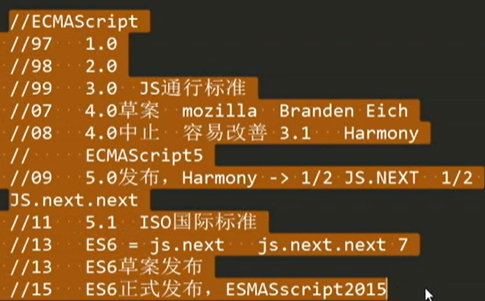 //ECMAScript
//97 1.0
//98 2.0
//99 3.0 JS通行标准
//07 4.0草案 mozilla Branden Eich
//08 4.0中止 容易改善 3.1 Harmony
// ECMAScript5
//09 5.0发布，Harmony -> 1/2 JS.NEXT 1/2
JS.next.next
//11 5.1 ISO国际标准
//13 ES6 = js.next js.next.next 7
//13 ES6草案发布
//15 ES6正式发布，ESMASscript2015